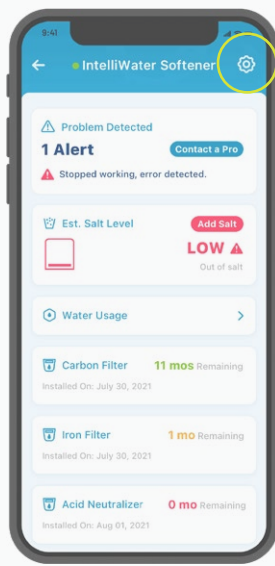 9:41
IntelliWater Softener
Problem Detected
1 Alert
Contact a Pro
Stopped working, error detected.
Est. Salt Level
Add Salt
LOW
Out of salt
Water Usage
Carbon Filter 11 mos Remaining
Installed On: July 30, 2021
Iron Filter 1 mo Remaining
Installed On: July 30, 2021
Acid Neutralizer 0 mo Remaining
Installed On: Aug 01, 2021